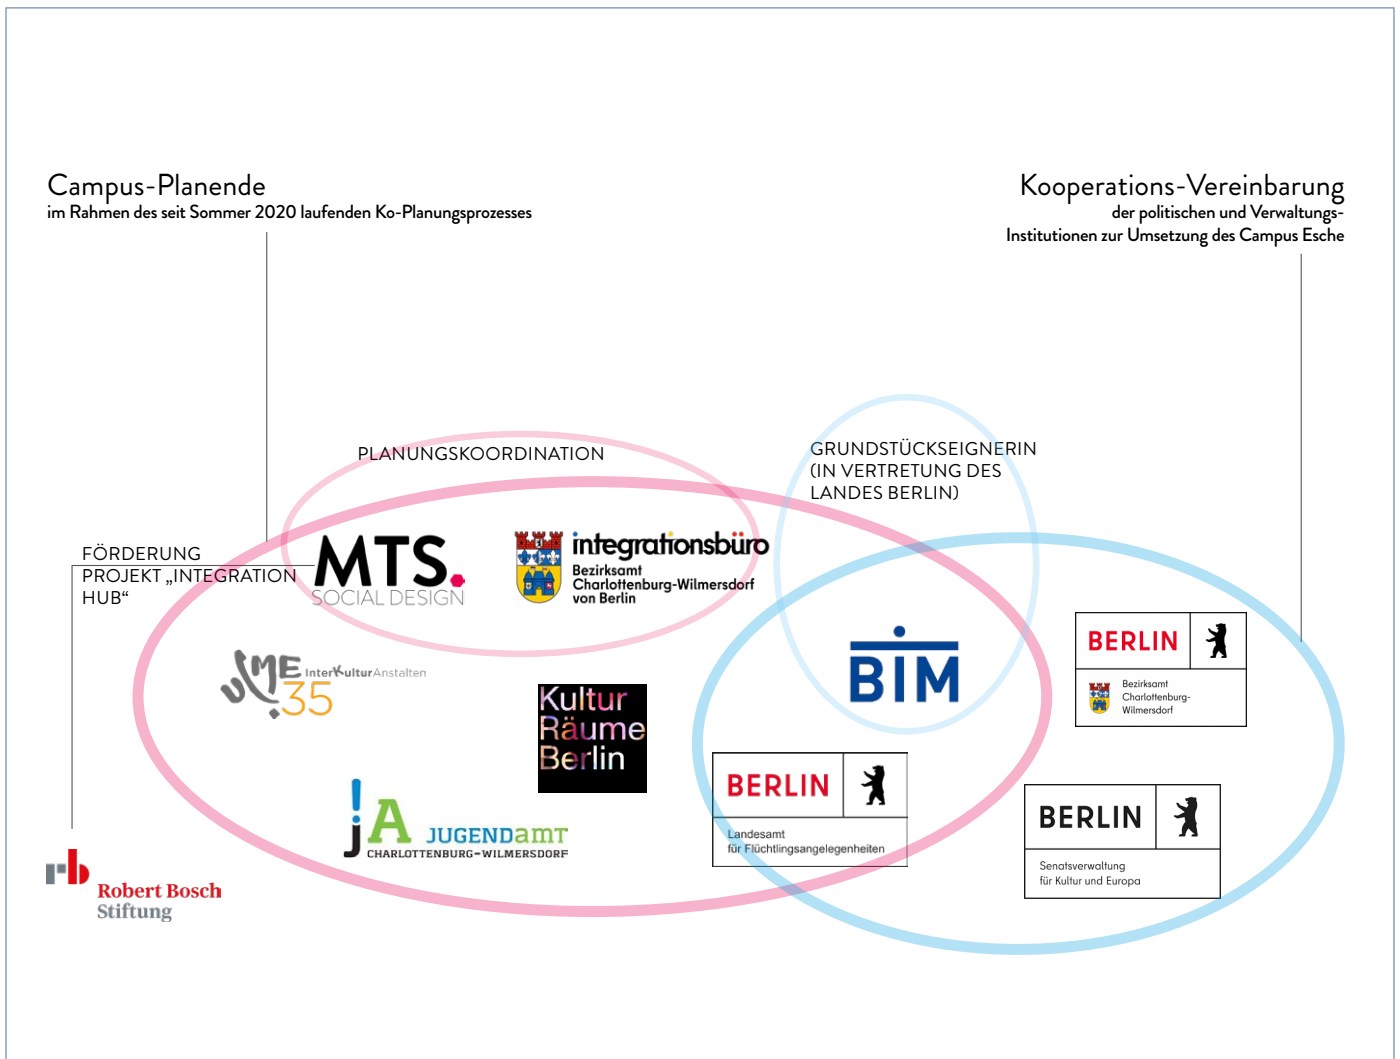 Campus-Planende
im Rahmen des seit Sommer 2020 laufenden Ko-Planungsprozesses
Kooperations-Vereinbarung
der politischen und Verwaltungs-
Institutionen zur Umsetzung des Campus Esche
PLANUNGSKOORDINATION
GRUNDSTÜCKSEIGNERIN
(IN VERTRETUNG DES
LANDES BERLIN)
FÖRDERUNG
PROJEKT „INTEGRATION
HUB“
MTS.
SOCIAL DESIGN
integrationsbüro
Bezirksamt
Charlottenburg-Wilmersdorf
von Berlin
UlME
35
InterKulturAnstalten
Kultur
Räume
Berlin
BIM
BERLIN
Bezirksamt
Charlottenburg-
Wilmersdorf
BERLIN
Landesamt
für Flüchtlingsangelegenheiten
BERLIN
Senatsverwaltung
für Kultur und Europa
jA JUGENDamt
CHARLOTTENBURG-WILMERSDORF
rb
Robert Bosch
Stiftung